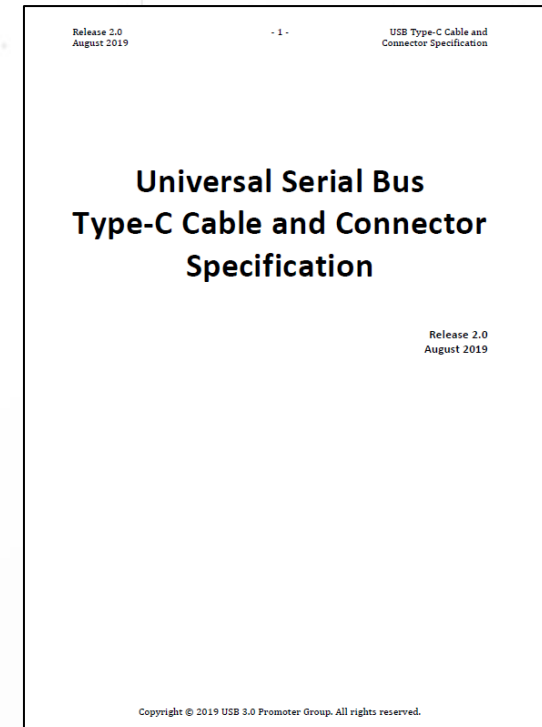 Release 2.0 - 1 - USB Type-C Cable and
August 2019 Connector Specification
Universal Serial Bus
Type-C Cable and Connector
Specification
Release 2.0
August 2019
Copyright © 2019 USB 3.0 Promoter Group. All rights reserved.